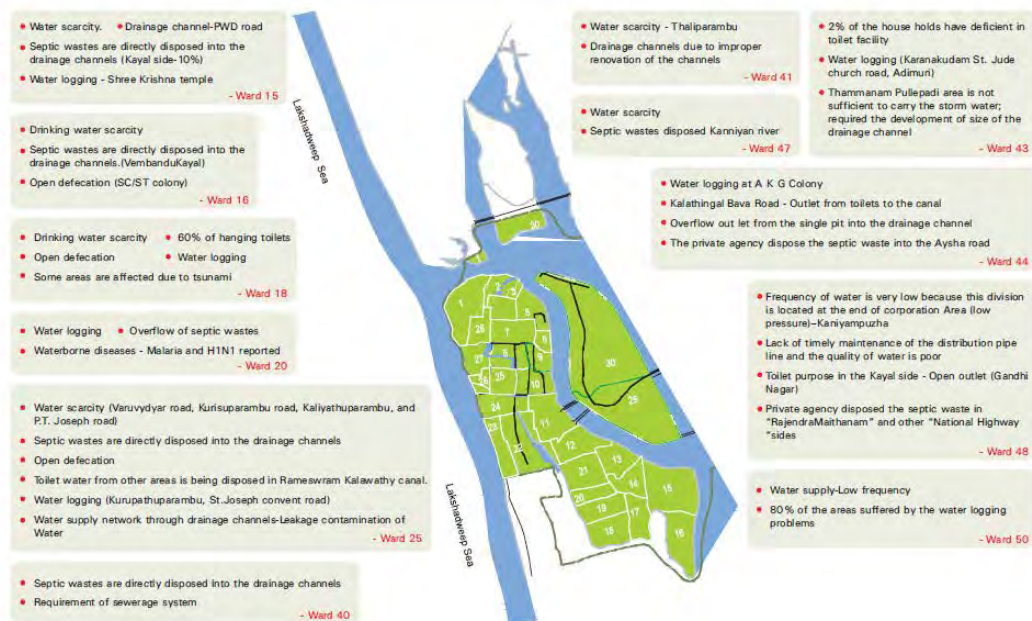 Water scarcity. Drainage channel-PWD road
Septic wastes are directly disposed into the
drainage channels (Kayal side-10%)
Water logging - Shree Krishna temple
- Ward 15
Drinking water scarcity
Septic wastes are directly disposed into the
drainage channels.(VembanduKayal)
Open defecation (SC/ST colony)
- Ward 16
Drinking water scarcity 60% of hanging toilets
Open defecation Water logging
Some areas are affected due to tsunami
- Ward 18
Water logging Overflow of septic wastes
Waterborne diseases - Malaria and H1N1 reported
- Ward 20
Water scarcity (Varuvydyar road, Kurisuparambu road, Kaliyathuparambu, and
P.T. Joseph road)
Septic wastes are directly disposed into the drainage channels
Open defecation
Toilet water from other areas is being disposed in Rameswram Kalawathy canal.
Water logging (Kurupathuparambu, St.Joseph convent road)
Water supply network through drainage channels-Leakage contamination of
Water
- Ward 25
Septic wastes are directly disposed into the drainage channels
Requirement of sewerage system
- Ward 40
Lakshadweep Sea
Lakshadweep Sea
1
2
3
5
28
7
6
27
8
9
26
25
10
24
11
23
22
12
13
21
14
15
20
19
17
18
16
30
29
Water scarcity - Thaliparambu
Drainage channels due to improper
renovation of the channels
- Ward 41
Water scarcity
Septic wastes disposed Kanniyan river
- Ward 47
2% of the house holds have deficient in
toilet facility
Water logging (Karanakudam St. Jude
church road, Adimuri)
Thammanam Pullepadi area is not
sufficient to carry the storm water;
required the development of size of the
drainage channel
- Ward 43
Water logging at A K G Colony
Kalathingal Bava Road - Outlet from toilets to the canal
Overflow out let from the single pit into the drainage channel
The private agency dispose the septic waste into the Aysha road
- Ward 44
Frequency of water is very low because this division
is located at the end of corporation Area (low
pressure)-Kaniyampuzha
Lack of timely maintenance of the distribution pipe
line and the quality of water is poor
Toilet purpose in the Kayal side - Open outlet (Gandhi
Nagar)
Private agency disposed the septic waste in
"RajendraMaithanam" and other "National Highway
"sides
- Ward 48
Water supply-Low frequency
80% of the areas suffered by the water logging
problems
- Ward 50